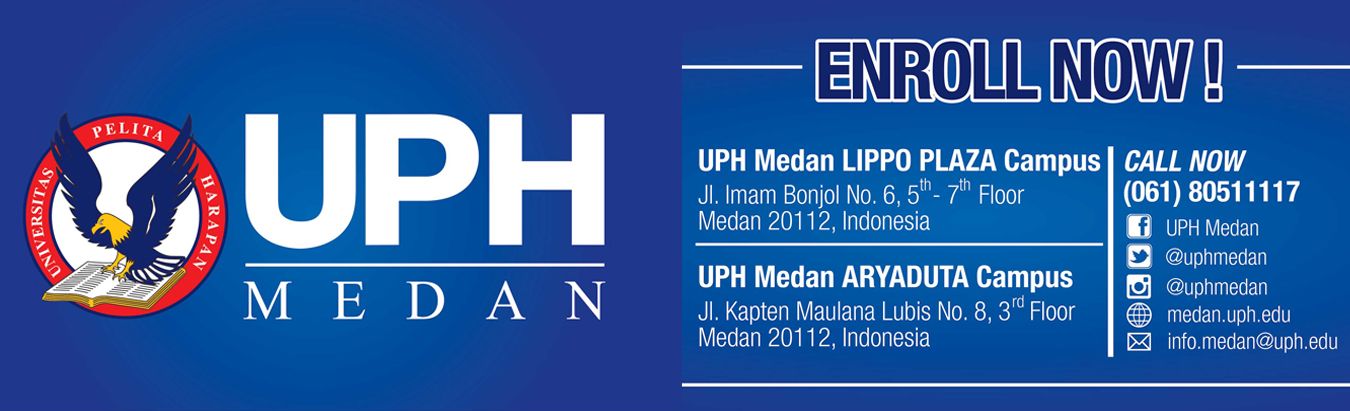 UNIVERSITAS PELITA HARAPAN
UPH
MEDAN
ENROLL NOW !
UPH Medan LIPPO PLAZA Campus
Jl. Imam Bonjol No. 6, 5th - 7th Floor
Medan 20112, Indonesia
UPH Medan ARYADUTA Campus
Jl. Kapten Maulana Lubis No. 8, 3rd Floor
Medan 20112, Indonesia
CALL NOW
(061) 80511117
UPH Medan
@uphmedan
@uphmedan
medan.uph.edu
info.medan@uph.edu